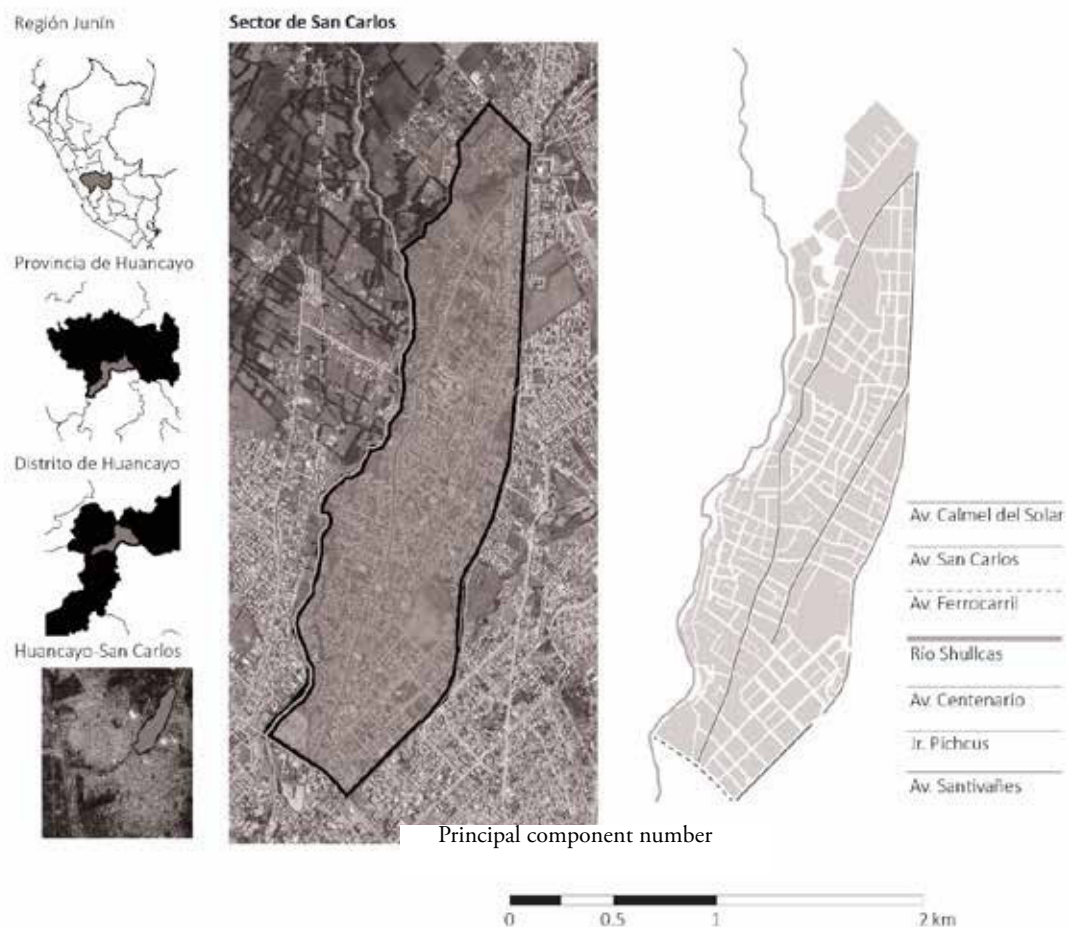 Región Junín
Sector de San Carlos
Provincia de Huancayo
Distrito de Huancayo
Huancayo-San Carlos
Av. Calmel del Solar
Av. San Carlos
Av. Ferrocarril
Río Shullcas
Av. Centenario
Jr. Pichcus
Av. Santivañes
Principal component number
0 0.5 1 2 km